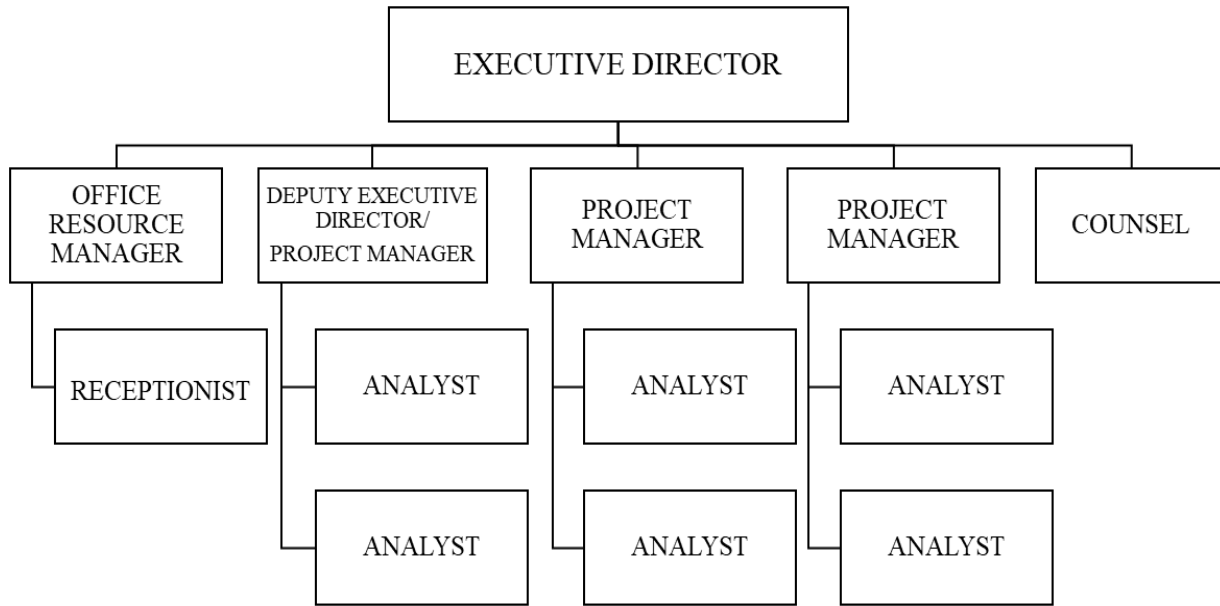 EXECUTIVE DIRECTOR
OFFICE
RESOURCE
MANAGER
DEPUTY EXECUTIVE
DIRECTOR/
PROJECT MANAGER
PROJECT
MANAGER
PROJECT
MANAGER
COUNSEL
RECEPTIONIST
ANALYST
ANALYST
ANALYST
ANALYST
ANALYST
ANALYST